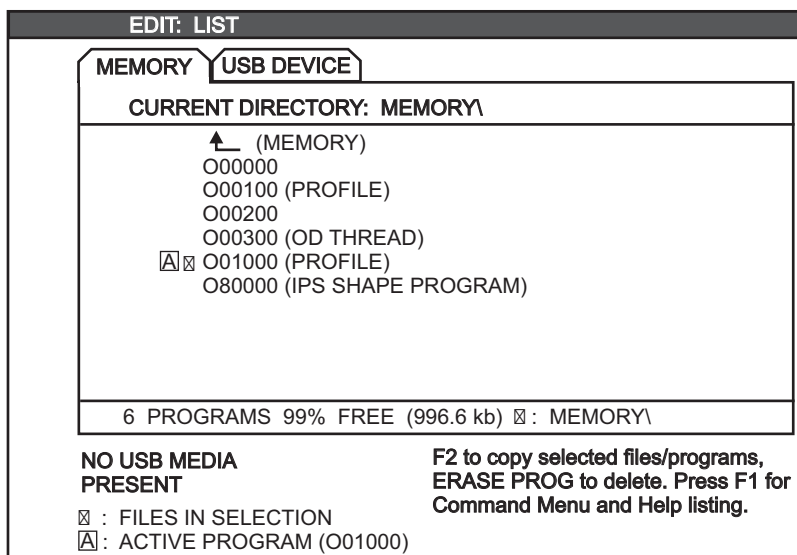 EDIT: LIST
MEMORY USB DEVICE
CURRENT DIRECTORY: MEMORY\
(MEMORY)
O00000
O00100 (PROFILE)
O00200
O00300 (OD THREAD)
A ☒ O01000 (PROFILE)
O80000 (IPS SHAPE PROGRAM)
6 PROGRAMS 99% FREE (996.6 kb) ☒ : MEMORY\
NO USB MEDIA
PRESENT
☒ : FILES IN SELECTION
A : ACTIVE PROGRAM (O01000)
F2 to copy selected files/programs,
ERASE PROG to delete. Press F1 for
Command Menu and Help listing.